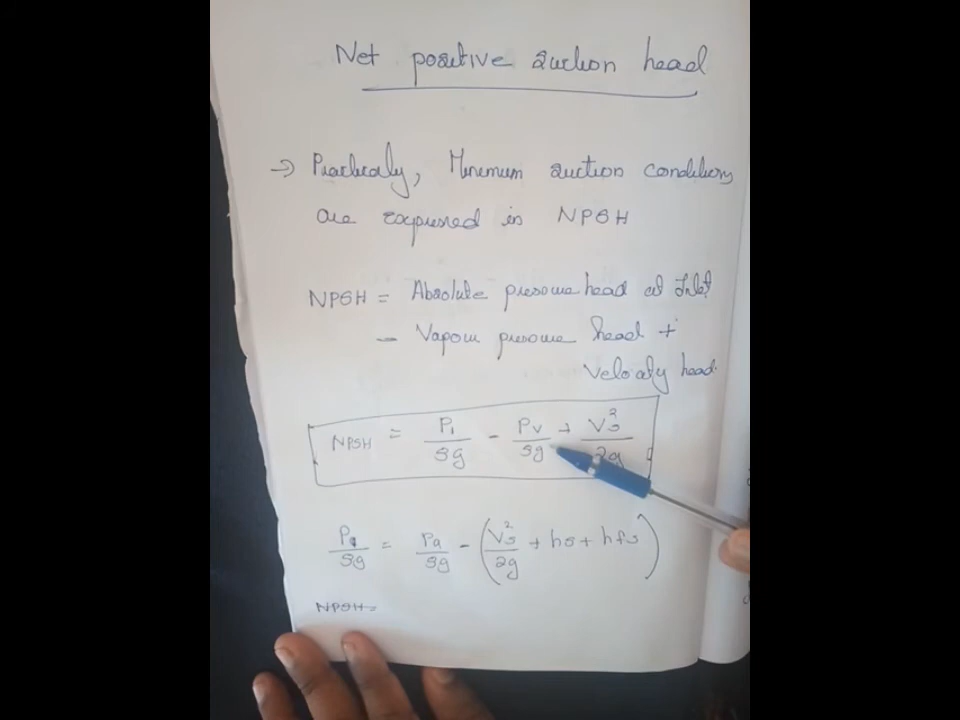 Net positive suction head
→ Practically, Minimum suction conditions
are expressed in NPSH
NPSH = Absolute pressure head at Inlet
- Vapour pressure head +
Velocity head.
NPSH = P₁/ρg - Pv/ρg + Vs²/2g
P₁/ρg = Pa/ρg - (Vs²/2g + hs + hfs)
NPSH =